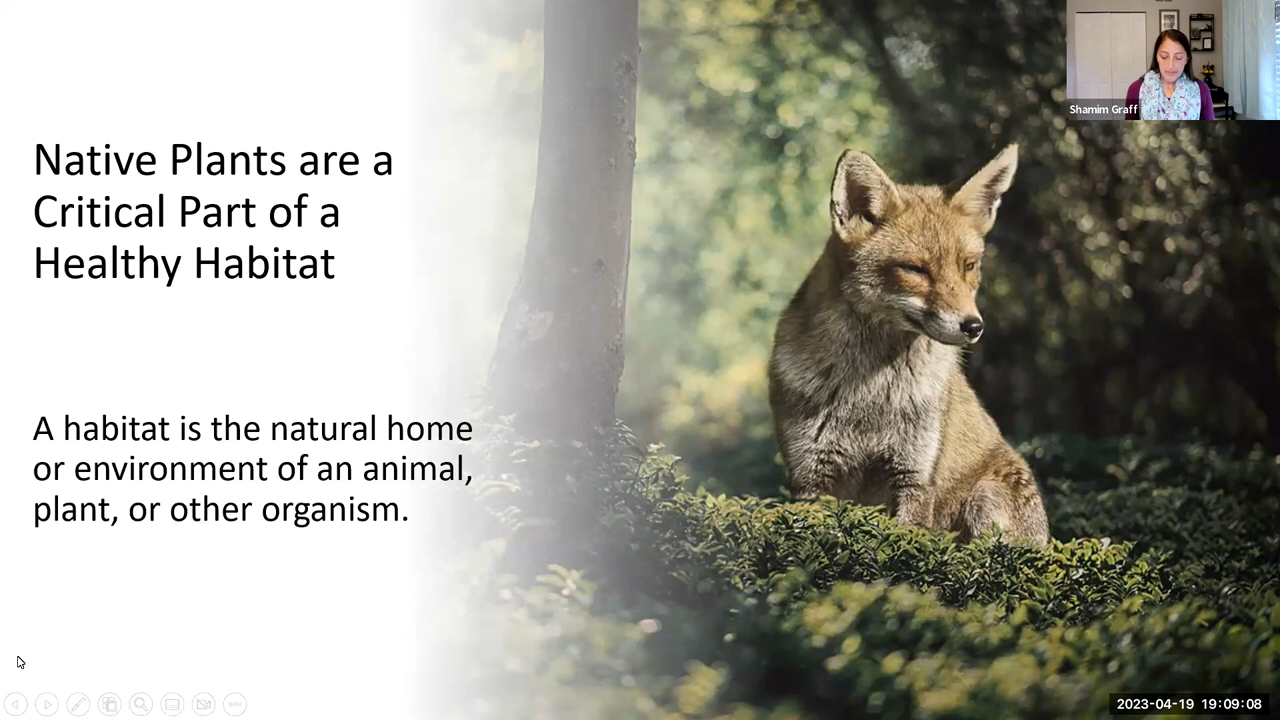 Native Plants are a
Critical Part of a
Healthy Habitat
A habitat is the natural home
or environment of an animal,
plant, or other organism.
Shamim Graff
2023-04-19 19:09:08